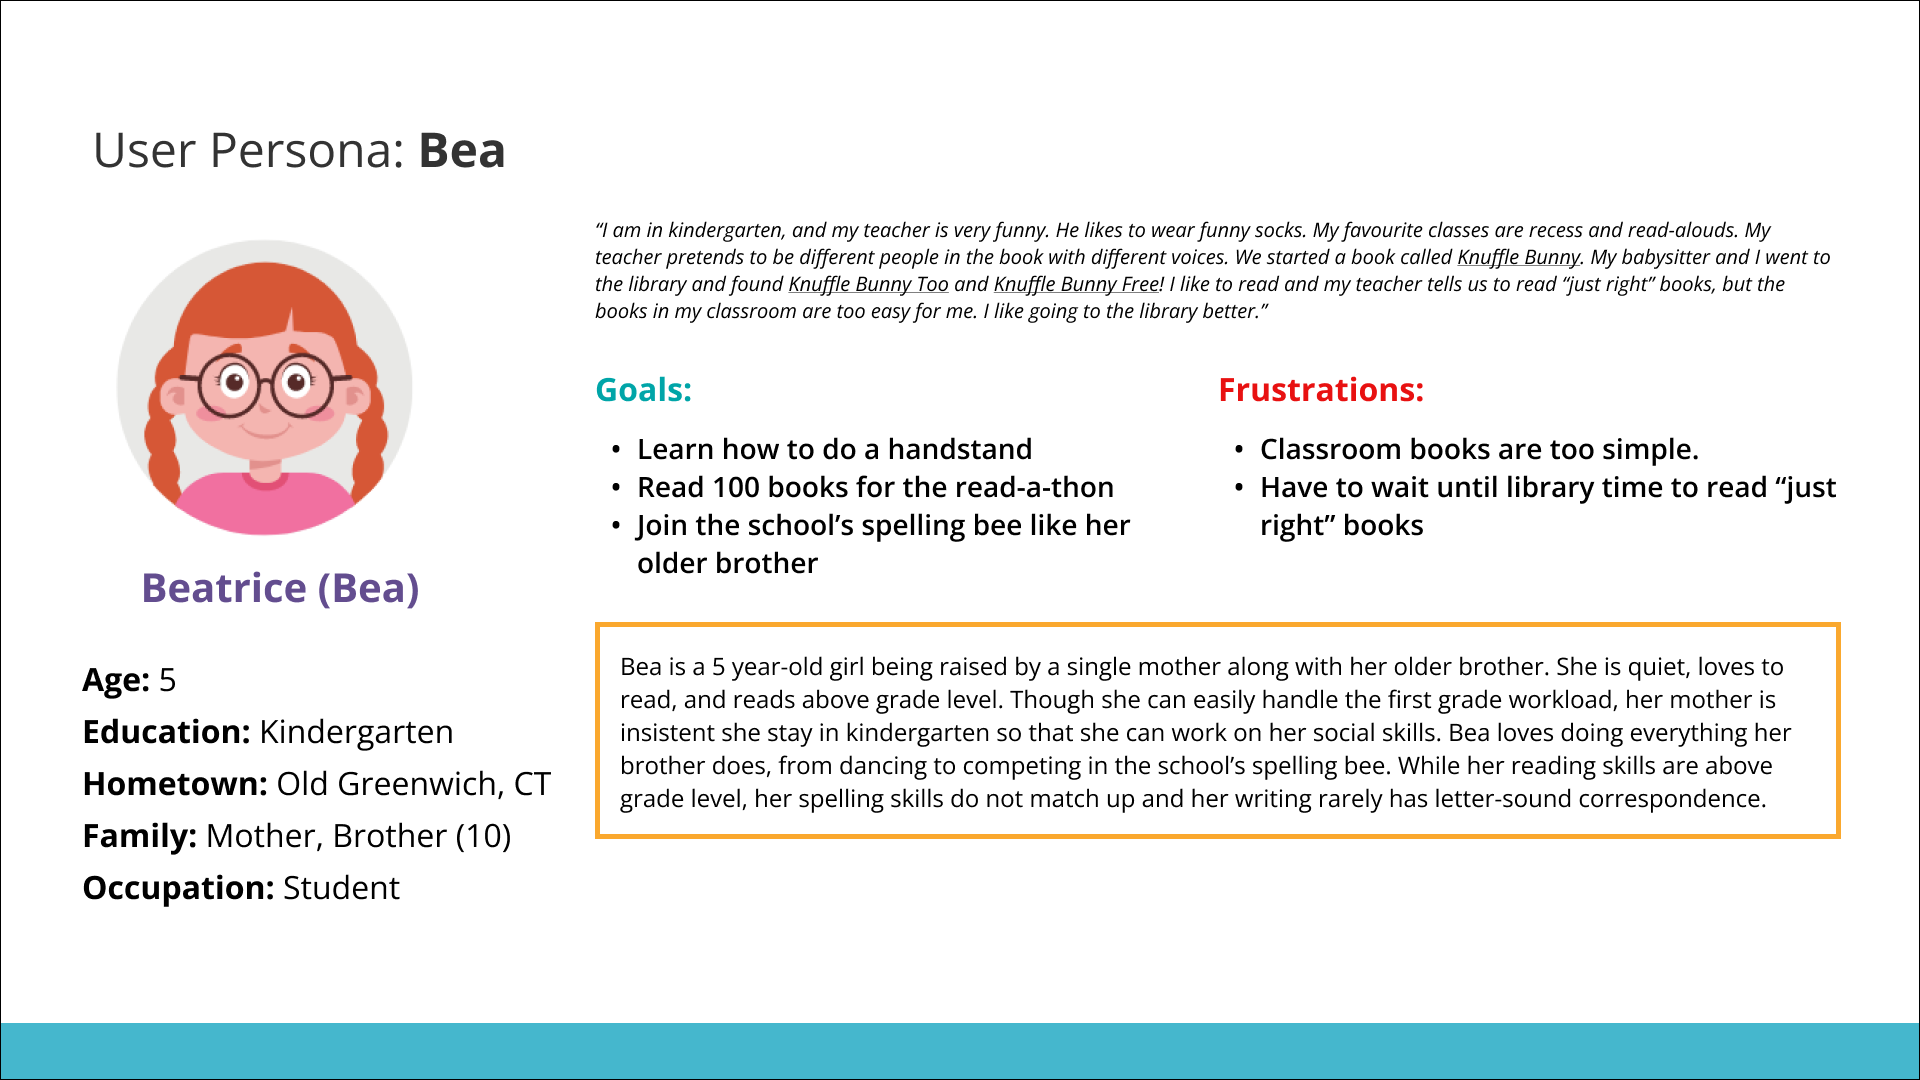 User Persona: Bea
“I am in kindergarten, and my teacher is very funny. He likes to wear funny socks. My favourite classes are recess and read-alouds. My
teacher pretends to be different people in the book with different voices. We started a book called Knuffle Bunny. My babysitter and I went to
the library and found Knuffle Bunny Too and Knuffle Bunny Free! I like to read and my teacher tells us to read “just right” books, but the
books in my classroom are too easy for me. I like going to the library better.”
Goals:
• Learn how to do a handstand
• Read 100 books for the read-a-thon
• Join the school’s spelling bee like her
older brother
Frustrations:
• Classroom books are too simple.
• Have to wait until library time to read “just
right” books
Beatrice (Bea)
Age: 5
Education: Kindergarten
Hometown: Old Greenwich, CT
Family: Mother, Brother (10)
Occupation: Student
Bea is a 5 year-old girl being raised by a single mother along with her older brother. She is quiet, loves to
read, and reads above grade level. Though she can easily handle the first grade workload, her mother is
insistent she stay in kindergarten so that she can work on her social skills. Bea loves doing everything her
brother does, from dancing to competing in the school’s spelling bee. While her reading skills are above
grade level, her spelling skills do not match up and her writing rarely has letter-sound correspondence.